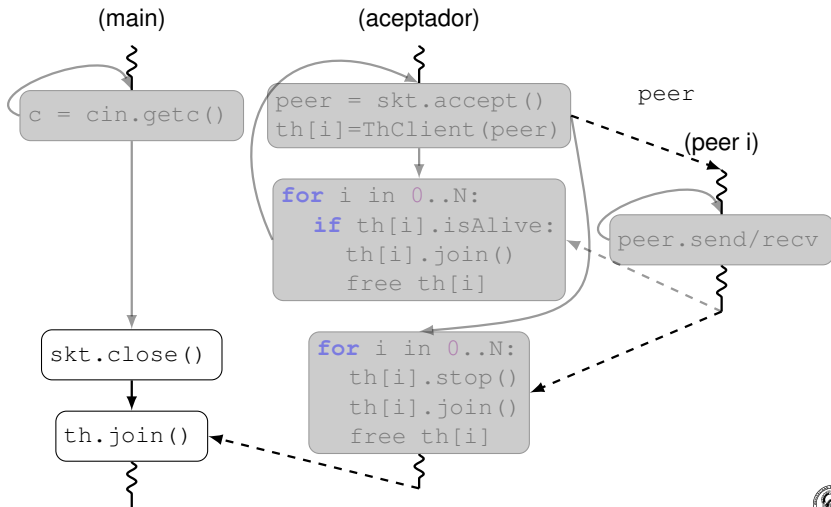 (main)
(aceptador)
c = cin.getc()
peer = skt.accept()
th[i]=ThClient(peer)
peer
(peer i)
for i in 0..N:
if th[i].isAlive:
th[i].join()
free th[i]
peer.send/recv
skt.close()
th.join()
for i in 0..N:
th[i].stop()
th[i].join()
free th[i]